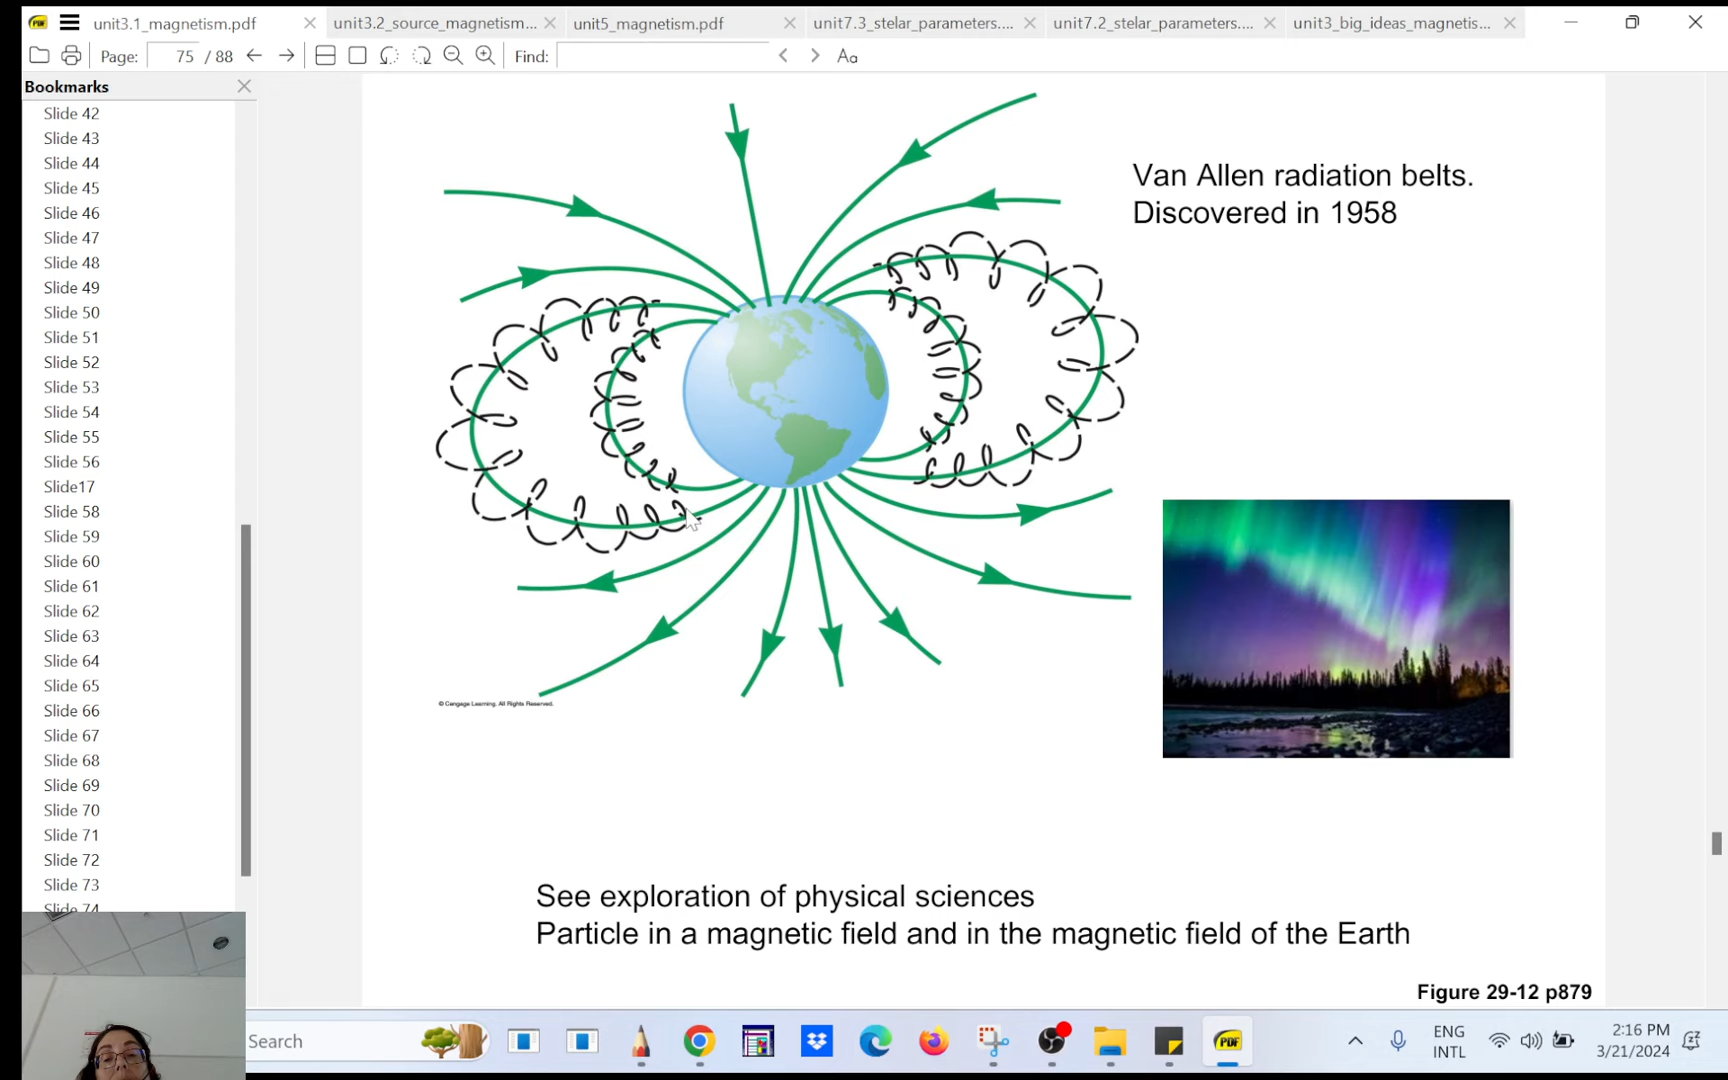 unit3.1_magnetism.pdf
unit3.2_source_magnetism...
unit5_magnetism.pdf
unit7.3_stelar_parameters....
unit7.2_stelar_parameters....
unit3_big_ideas_magnetis...
Page: 75 / 88
Find:
Aa
Bookmarks
Slide 42
Slide 43
Slide 44
Slide 45
Slide 46
Slide 47
Slide 48
Slide 49
Slide 50
Slide 51
Slide 52
Slide 53
Slide 54
Slide 55
Slide 56
Slide17
Slide 58
Slide 59
Slide 60
Slide 61
Slide 62
Slide 63
Slide 64
Slide 65
Slide 66
Slide 67
Slide 68
Slide 69
Slide 70
Slide 71
Slide 72
Slide 73
Slide 74
Van Allen radiation belts.
Discovered in 1958
© Cengage Learning. All Rights Reserved.
See exploration of physical sciences
Particle in a magnetic field and in the magnetic field of the Earth
Figure 29-12 p879
Search
PDF
ENG
INTL
2:16 PM
3/21/2024